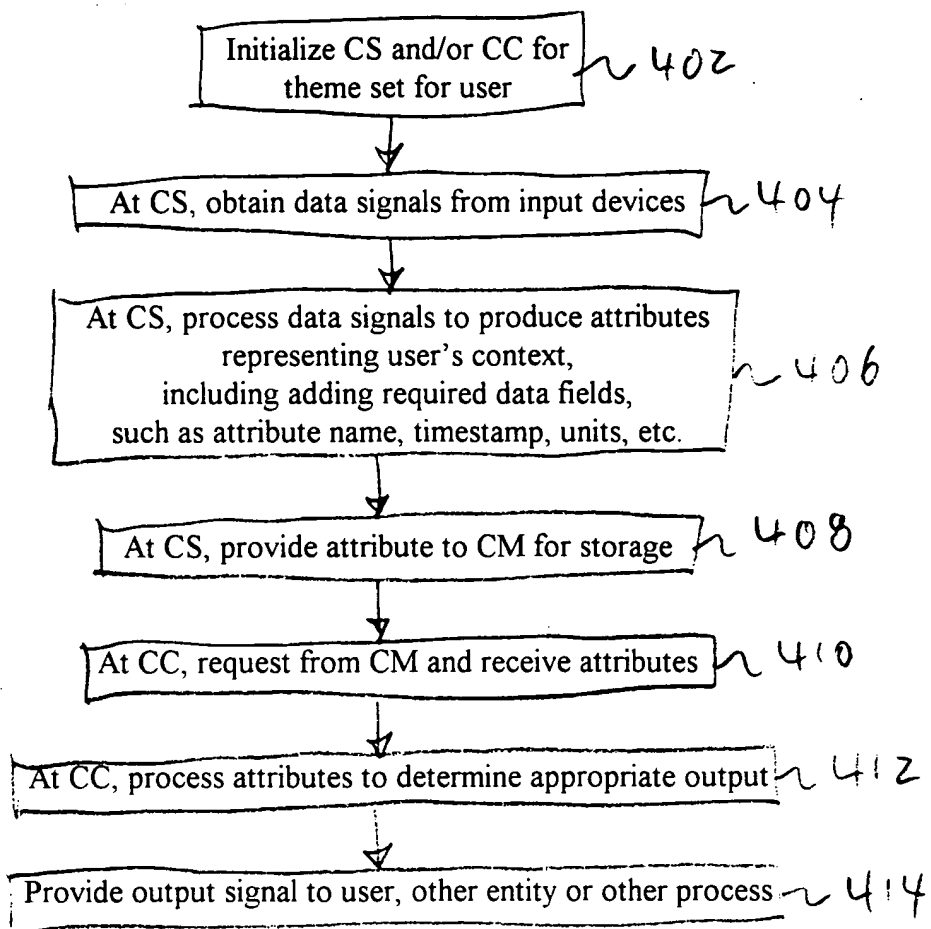 Initialize CS and/or CC for
theme set for user
402
At CS, obtain data signals from input devices
404
At CS, process data signals to produce attributes
representing user's context,
including adding required data fields,
such as attribute name, timestamp, units, etc.
406
At CS, provide attribute to CM for storage
408
At CC, request from CM and receive attributes
410
At CC, process attributes to determine appropriate output
412
Provide output signal to user, other entity or other process
414